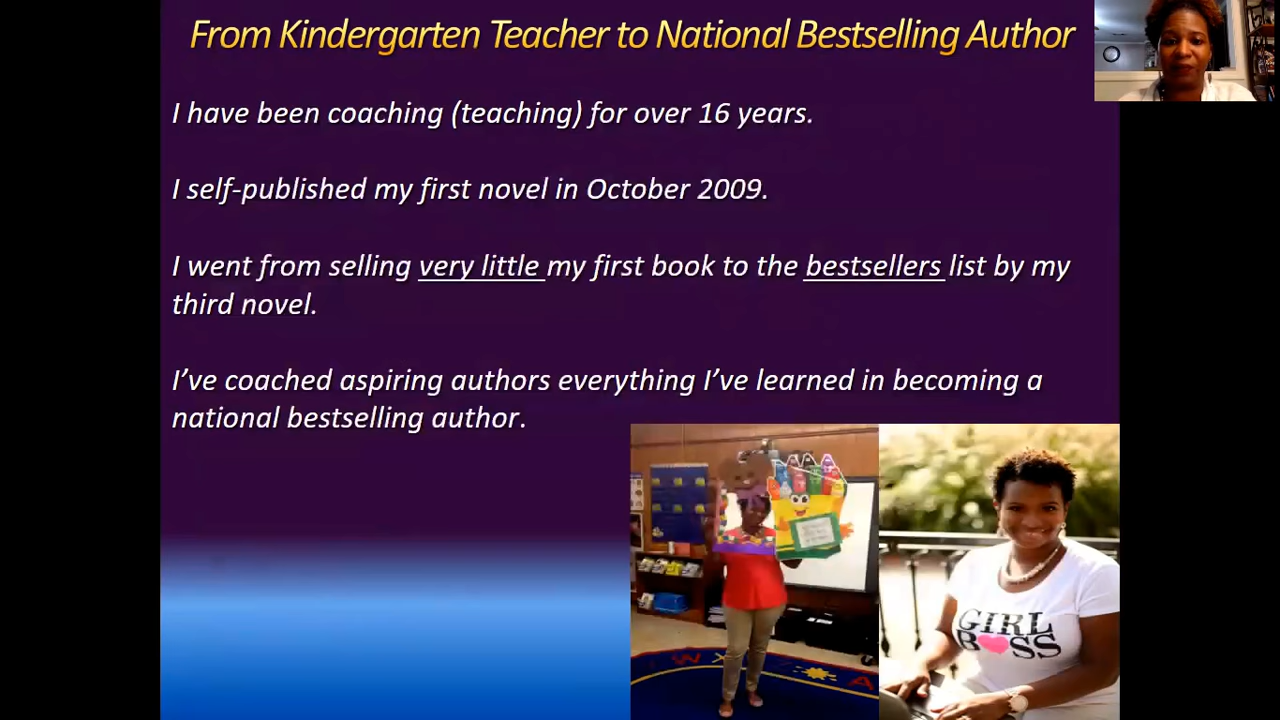 From Kindergarten Teacher to National Bestselling Author
I have been coaching (teaching) for over 16 years.
I self-published my first novel in October 2009.
I went from selling very little my first book to the bestsellers list by my
third novel.
I’ve coached aspiring authors everything I’ve learned in becoming a
national bestselling author.
GIRL
BOSS